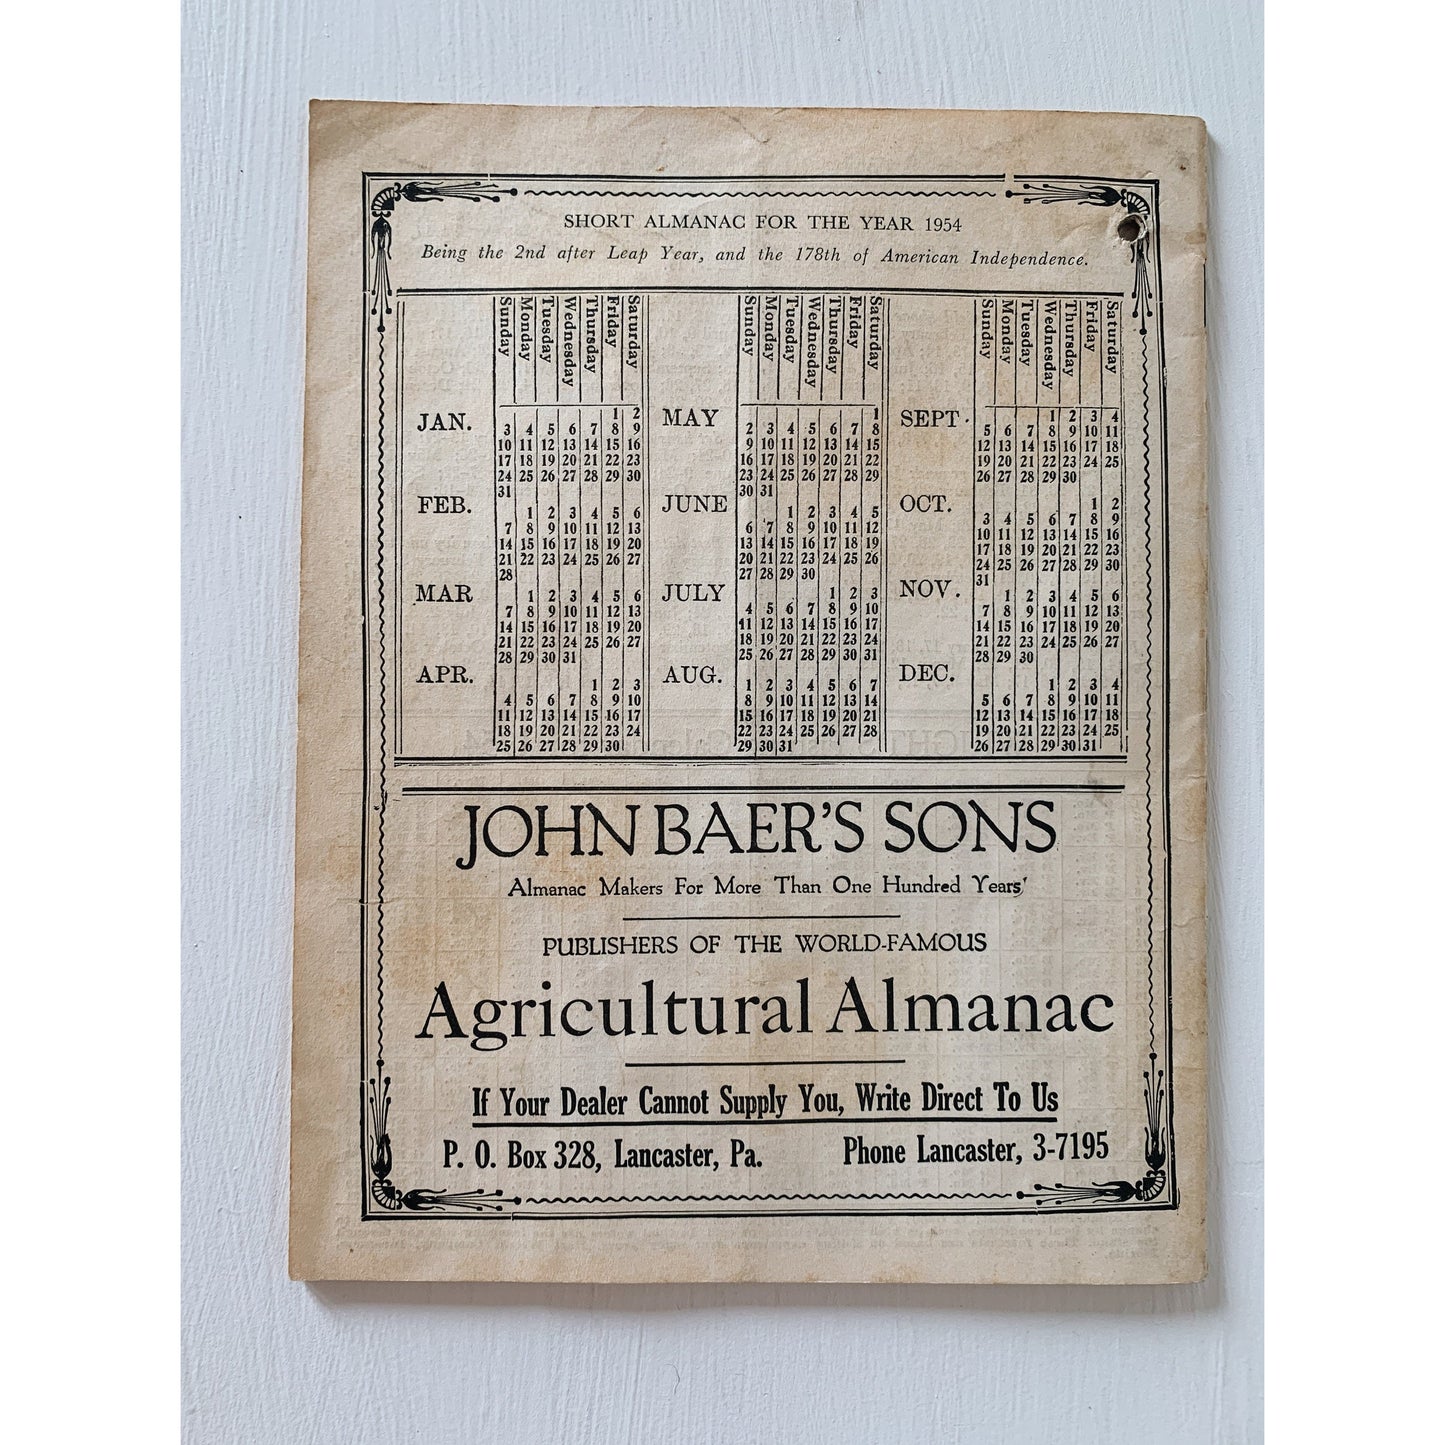 SHORT ALMANAC FOR THE YEAR 1954
Being the 2nd after Leap Year, and the 178th of American Independence.
Sunday Monday Tuesday Wednesday Thursday Friday Saturday
JAN.
1 2
3 4 5 6 7 8 9
10 11 12 13 14 15 16
17 18 19 20 21 22 23
24 25 26 27 28 29 30
31
FEB.
1 2 3 4 5 6
7 8 9 10 11 12 13
14 15 16 17 18 19 20
21 22 23 24 25 26 27
28
MAR
1 2 3 4 5 6
7 8 9 10 11 12 13
14 15 16 17 18 19 20
21 22 23 24 25 26 27
28 29 30 31
APR.
1 2 3
4 5 6 7 8 9 10
11 12 13 14 15 16 17
18 19 20 21 22 23 24
25 26 27 28 29 30
Sunday Monday Tuesday Wednesday Thursday Friday Saturday
MAY
1
2 3 4 5 6 7 8
9 10 11 12 13 14 15
16 17 18 19 20 21 22
23 24 25 26 27 28 29
30 31
JUNE
1 2 3 4 5
6 7 8 9 10 11 12
13 14 15 16 17 18 19
20 21 22 23 24 25 26
27 28 29 30
JULY
1 2 3
4 5 6 7 8 9 10
11 12 13 14 15 16 17
18 19 20 21 22 23 24
25 26 27 28 29 30 31
AUG.
1 2 3 4 5 6 7
8 9 10 11 12 13 14
15 16 17 18 19 20 21
22 23 24 25 26 27 28
29 30 31
Sunday Monday Tuesday Wednesday Thursday Friday Saturday
SEPT.
1 2 3 4
5 6 7 8 9 10 11
12 13 14 15 16 17 18
19 20 21 22 23 24 25
26 27 28 29 30
OCT.
1 2
3 4 5 6 7 8 9
10 11 12 13 14 15 16
17 18 19 20 21 22 23
24 25 26 27 28 29 30
31
NOV.
1 2 3 4 5 6
7 8 9 10 11 12 13
14 15 16 17 18 19 20
21 22 23 24 25 26 27
28 29 30
DEC.
1 2 3 4
5 6 7 8 9 10 11
12 13 14 15 16 17 18
19 20 21 22 23 24 25
26 27 28 29 30 31
JOHN BAER'S SONS
Almanac Makers For More Than One Hundred Years'
PUBLISHERS OF THE WORLD-FAMOUS
Agricultural Almanac
If Your Dealer Cannot Supply You, Write Direct To Us
P. O. Box 328, Lancaster, Pa. Phone Lancaster, 3-7195